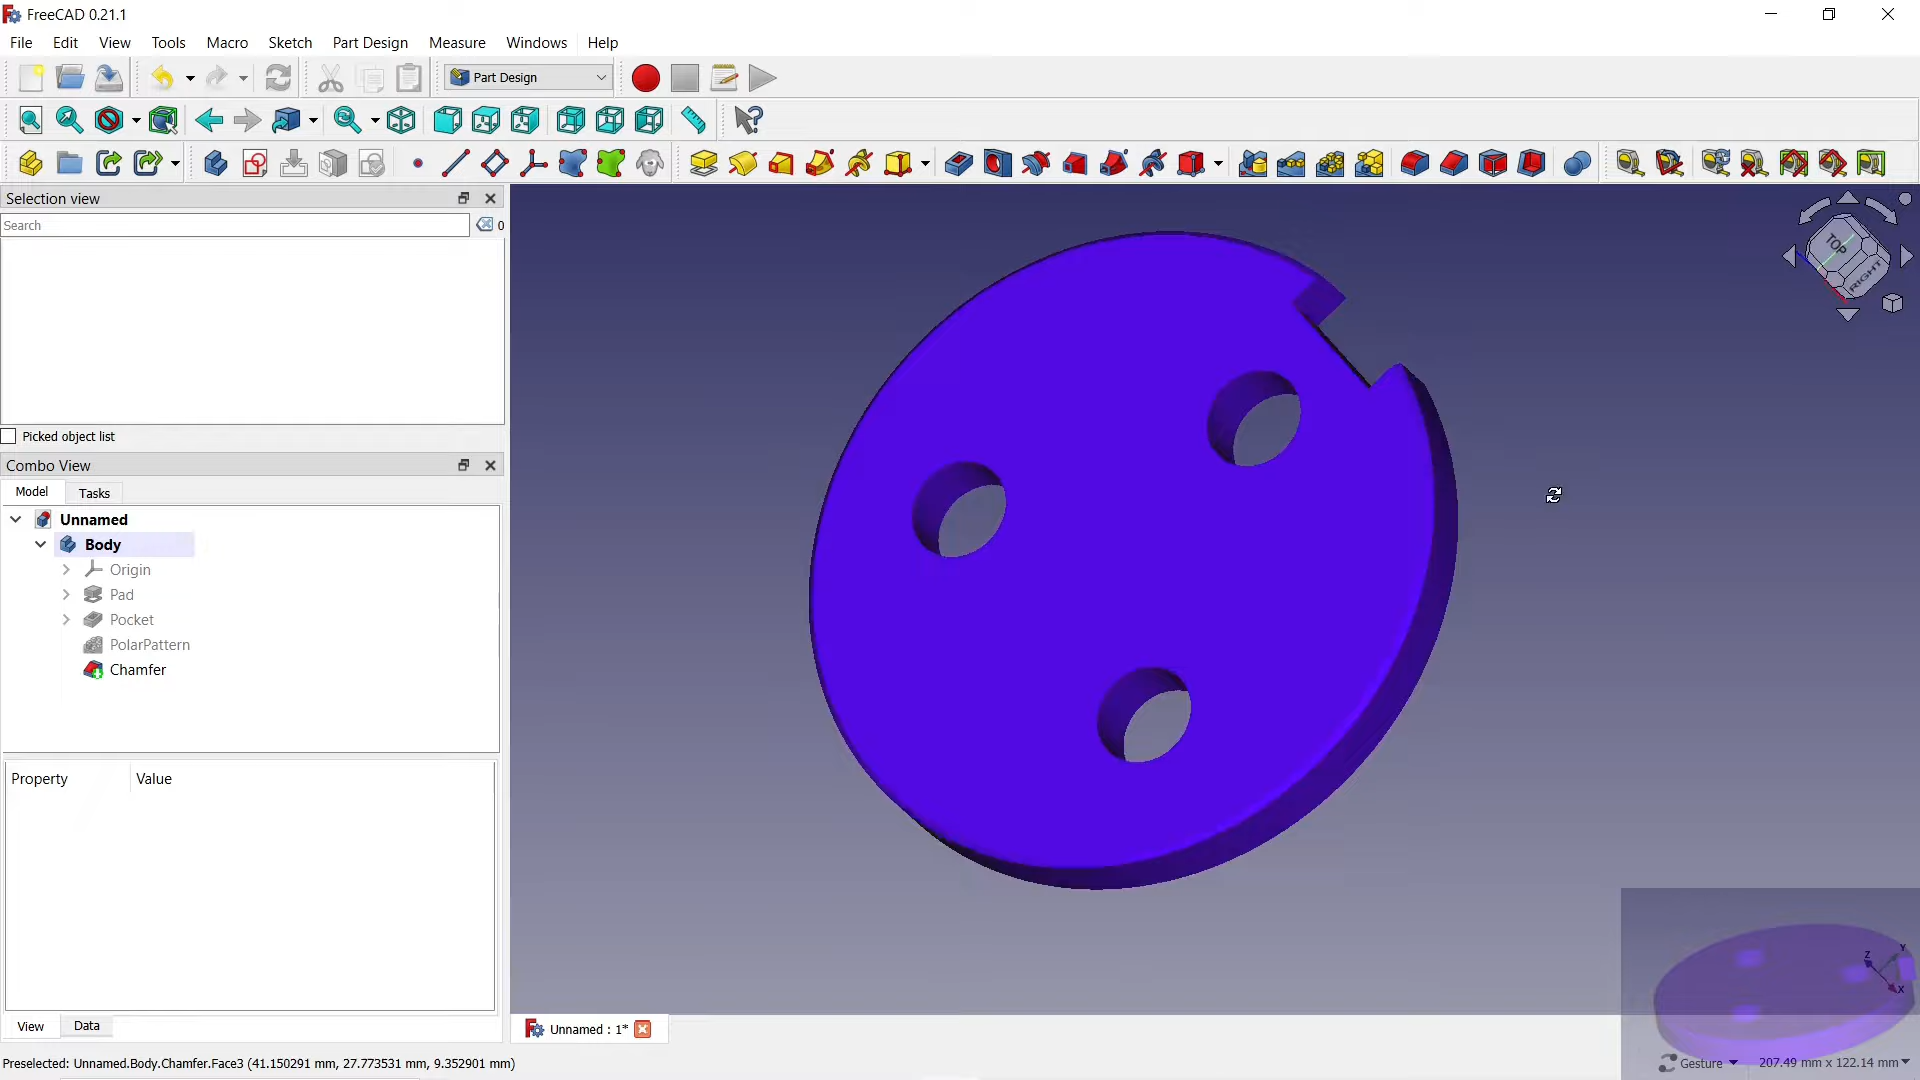 FreeCAD 0.21.1
File Edit View Tools Macro Sketch Part Design Measure Windows Help
Part Design
Selection view
Search
0
Picked object list
Combo View
Model Tasks
Unnamed
Body
Origin
Pad
Pocket
PolarPattern
Chamfer
Property Value
View Data
TOP
RIGHT
Unnamed : 1*
Z Y
X
Preselected: Unnamed.Body.Chamfer.Face3 (41.150291 mm, 27.773531 mm, 9.352901 mm)
Gesture 207.49 mm x 122.14 mm